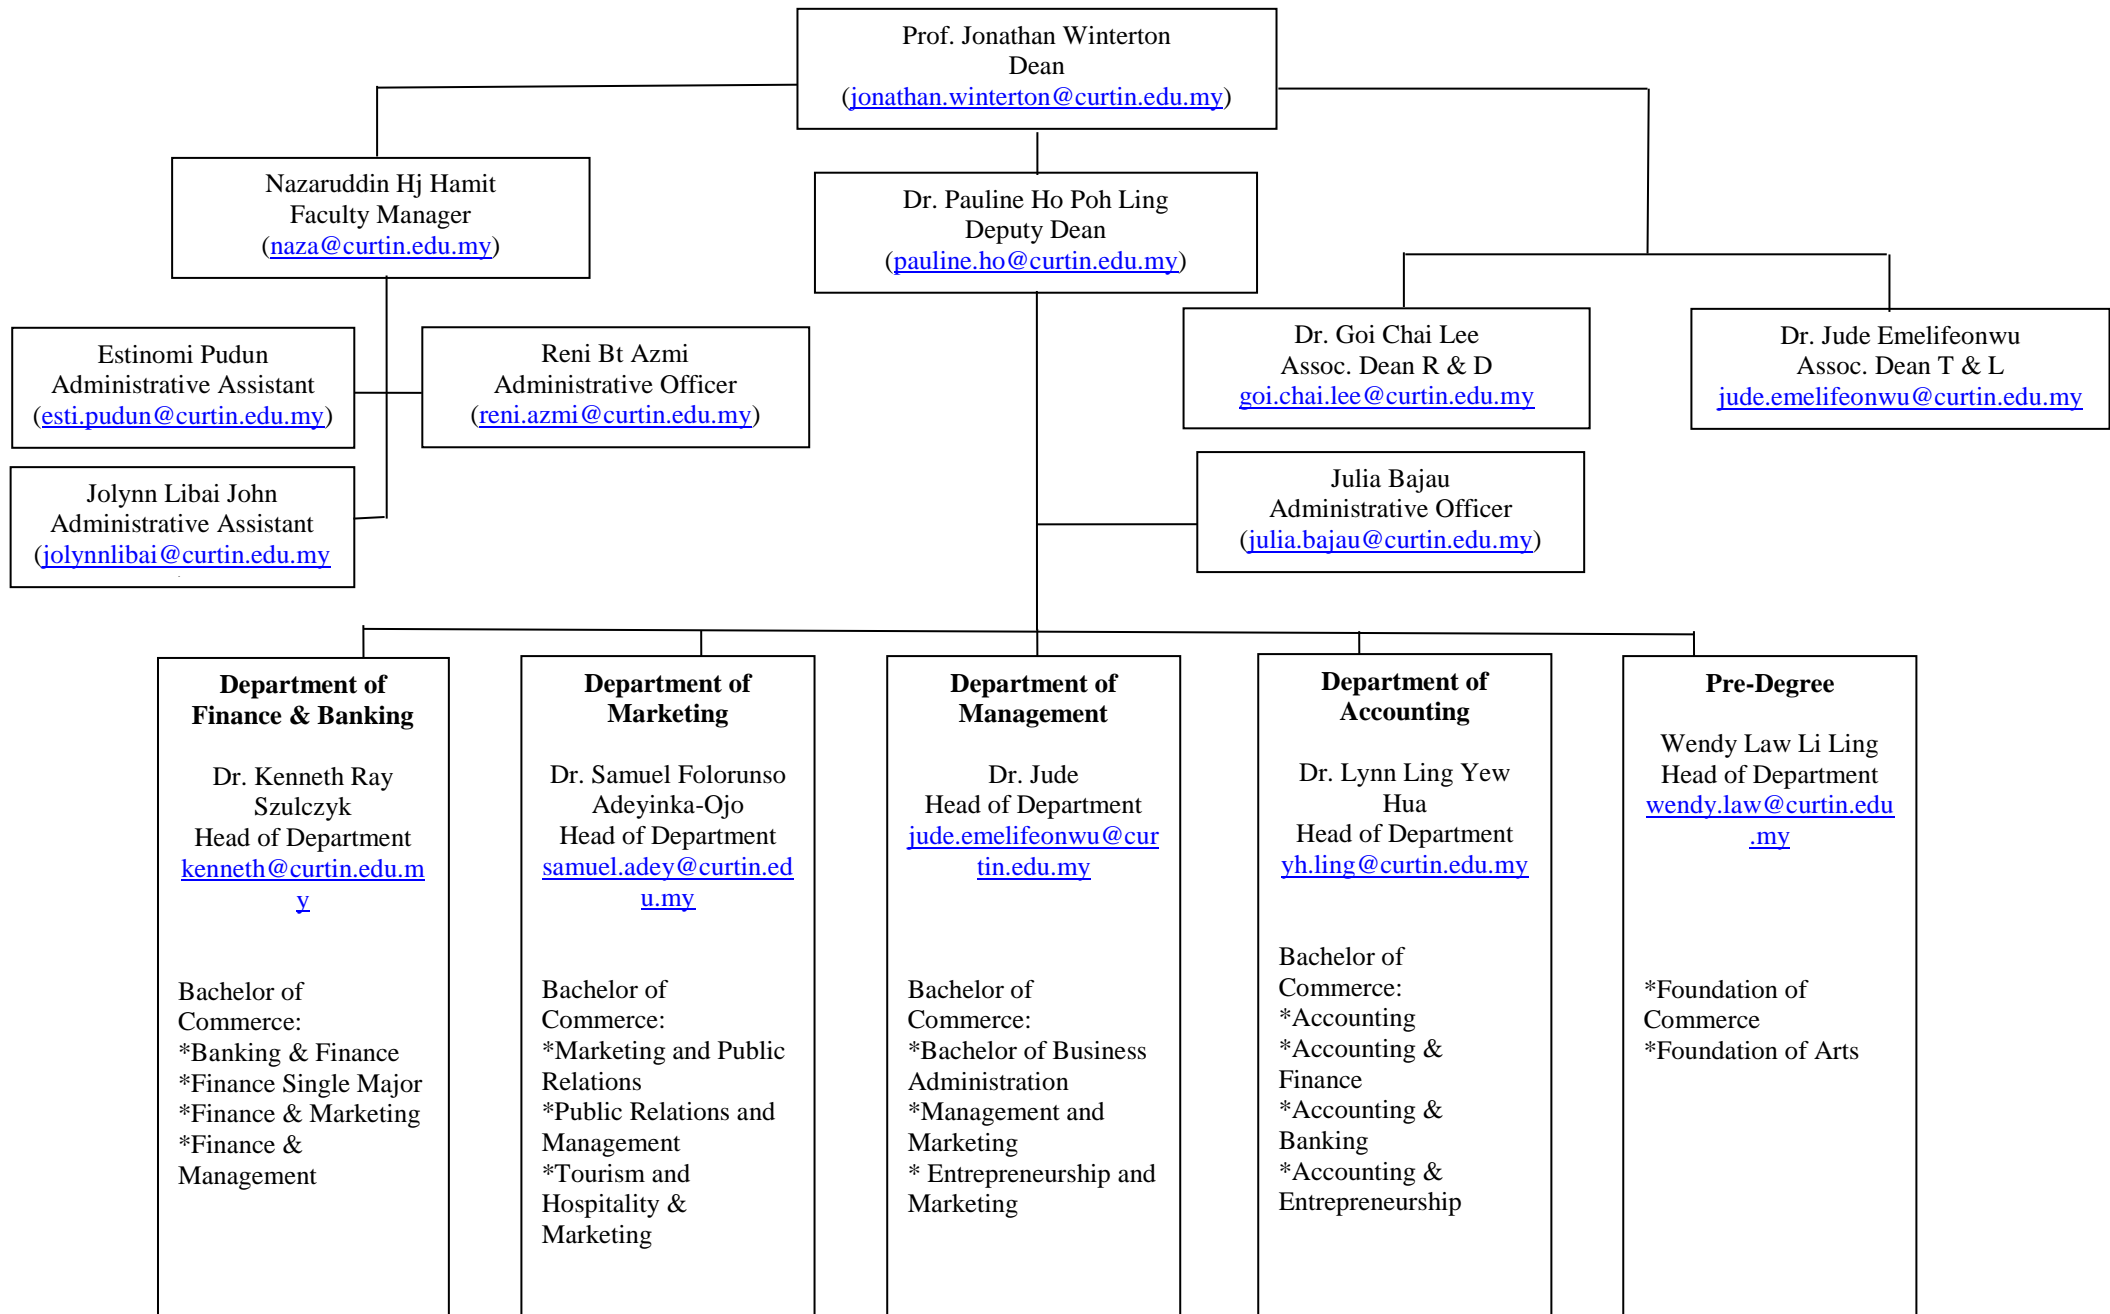 Prof. Jonathan Winterton
Dean
(jonathan.winterton@curtin.edu.my)
Nazaruddin Hj Hamit
Faculty Manager
(naza@curtin.edu.my)
Dr. Pauline Ho Poh Ling
Deputy Dean
(pauline.ho@curtin.edu.my)
Dr. Goi Chai Lee
Assoc. Dean R & D
goi.chai.lee@curtin.edu.my
Dr. Jude Emelifeonwu
Assoc. Dean T & L
jude.emelifeonwu@curtin.edu.my
Estinomi Pudun
Administrative Assistant
(esti.pudun@curtin.edu.my)
Reni Bt Azmi
Administrative Officer
(reni.azmi@curtin.edu.my)
Jolynn Libai John
Administrative Assistant
(jolynnlibai@curtin.edu.my
Julia Bajau
Administrative Officer
(julia.bajau@curtin.edu.my)
Department of
Finance & Banking
Dr. Kenneth Ray
Szulczyk
Head of Department
kenneth@curtin.edu.m
y
Bachelor of
Commerce:
*Banking & Finance
*Finance Single Major
*Finance & Marketing
*Finance &
Management
Department of
Marketing
Dr. Samuel Folorunso
Adeyinka-Ojo
Head of Department
samuel.adey@curtin.ed
u.my
Bachelor of
Commerce:
*Marketing and Public
Relations
*Public Relations and
Management
*Tourism and
Hospitality &
Marketing
Department of
Management
Dr. Jude
Head of Department
jude.emelifeonwu@cur
tin.edu.my
Bachelor of
Commerce:
*Bachelor of Business
Administration
*Management and
Marketing
* Entrepreneurship and
Marketing
Department of
Accounting
Dr. Lynn Ling Yew
Hua
Head of Department
yh.ling@curtin.edu.my
Bachelor of
Commerce:
*Accounting
*Accounting &
Finance
*Accounting &
Banking
*Accounting &
Entrepreneurship
Pre-Degree
Wendy Law Li Ling
Head of Department
wendy.law@curtin.edu
.my
*Foundation of
Commerce
*Foundation of Arts